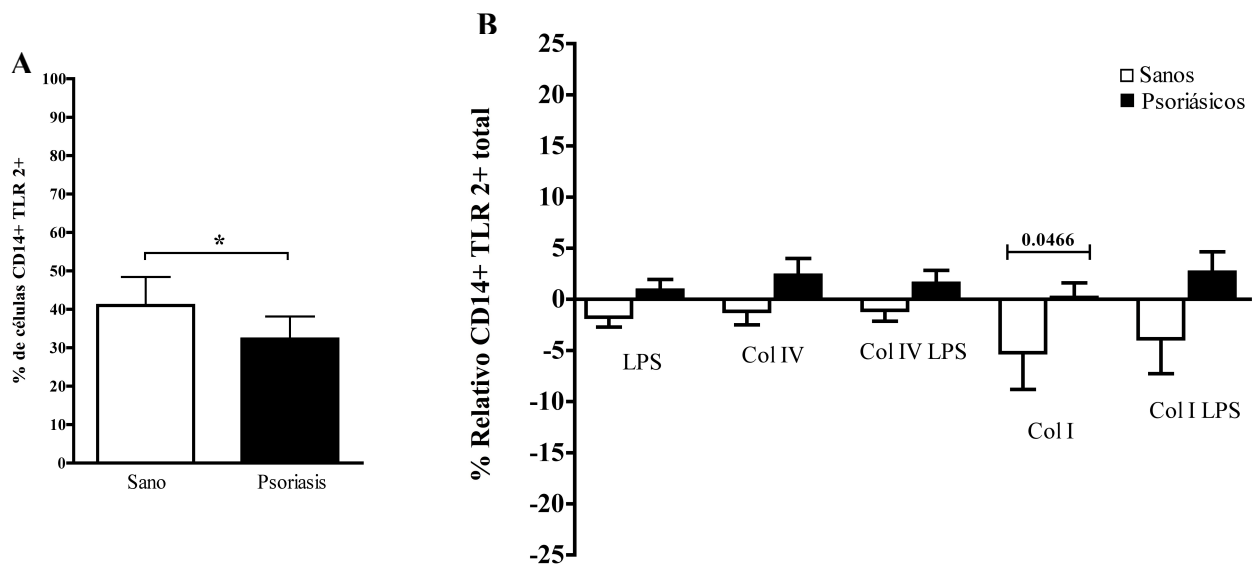 A
% de células CD14+ TLR 2+
100
90
80
70
60
50
40
30
20
10
0
*
Sano
Psoriasis
B
% Relativo CD14+ TLR 2+ total
25
20
15
10
5
0
-5
-10
-15
-20
-25
Sanos
Psoriásicos
0.0466
LPS
Col IV
Col IV LPS
Col I
Col I LPS